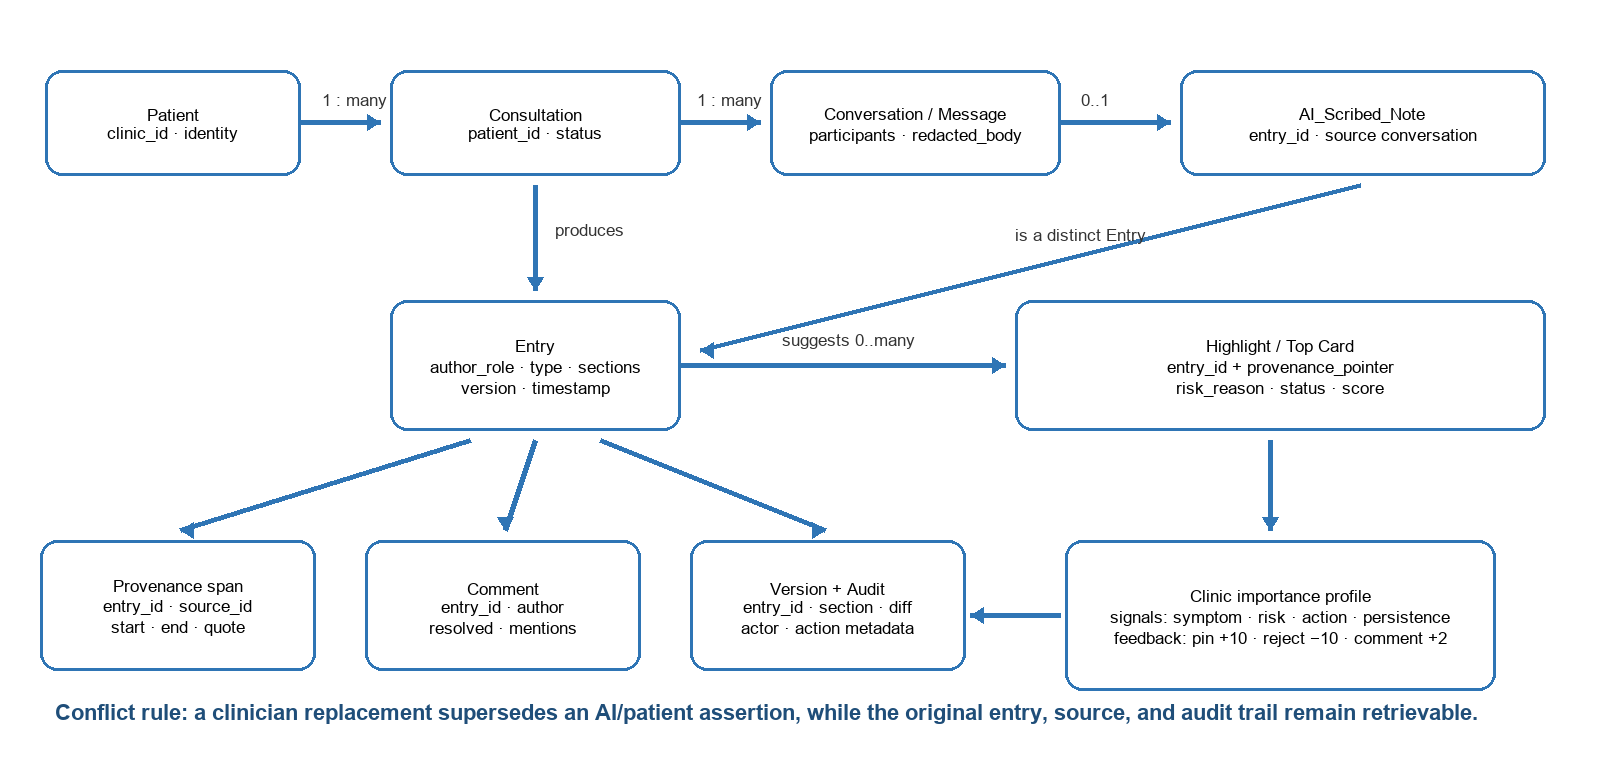 Patient
clinic_id · identity
1 : many
Consultation
patient_id · status
1 : many
Conversation / Message
participants · redacted_body
0..1
AI_Scribed_Note
entry_id · source conversation
produces
is a distinct Entry
Entry
author_role · type · sections
version · timestamp
suggests 0..many
Highlight / Top Card
entry_id + provenance_pointer
risk_reason · status · score
Provenance span
entry_id · source_id
start · end · quote
Comment
entry_id · author
resolved · mentions
Version + Audit
entry_id · section · diff
actor · action metadata
Clinic importance profile
signals: symptom · risk · action · persistence
feedback: pin +10 · reject −10 · comment +2
Conflict rule: a clinician replacement supersedes an AI/patient assertion, while the original entry, source, and audit trail remain retrievable.